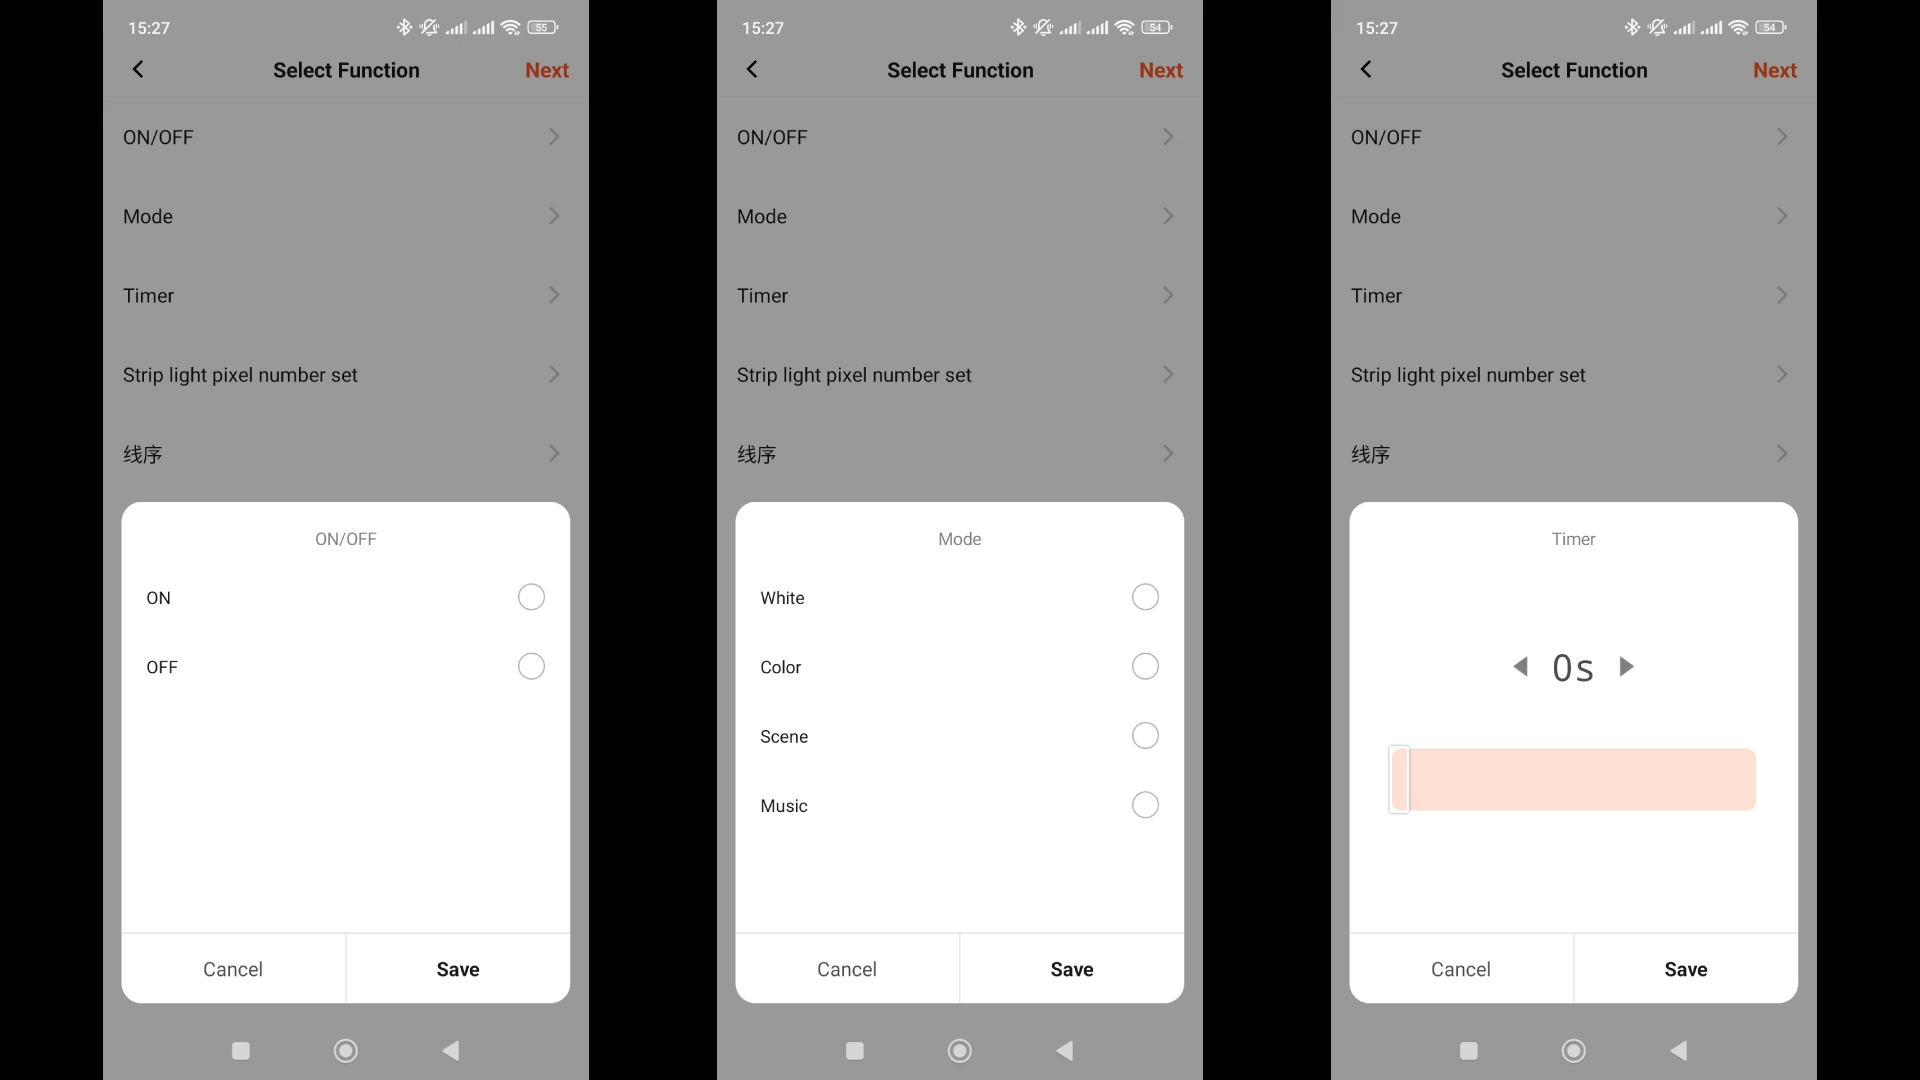 15:27
55
Select Function
Next
ON/OFF
Mode
Timer
Strip light pixel number set
线序
ON/OFF
ON
OFF
Cancel
Save
15:27
54
Select Function
Next
ON/OFF
Mode
Timer
Strip light pixel number set
线序
Mode
White
Color
Scene
Music
Cancel
Save
15:27
54
Select Function
Next
ON/OFF
Mode
Timer
Strip light pixel number set
线序
Timer
0s
Cancel
Save